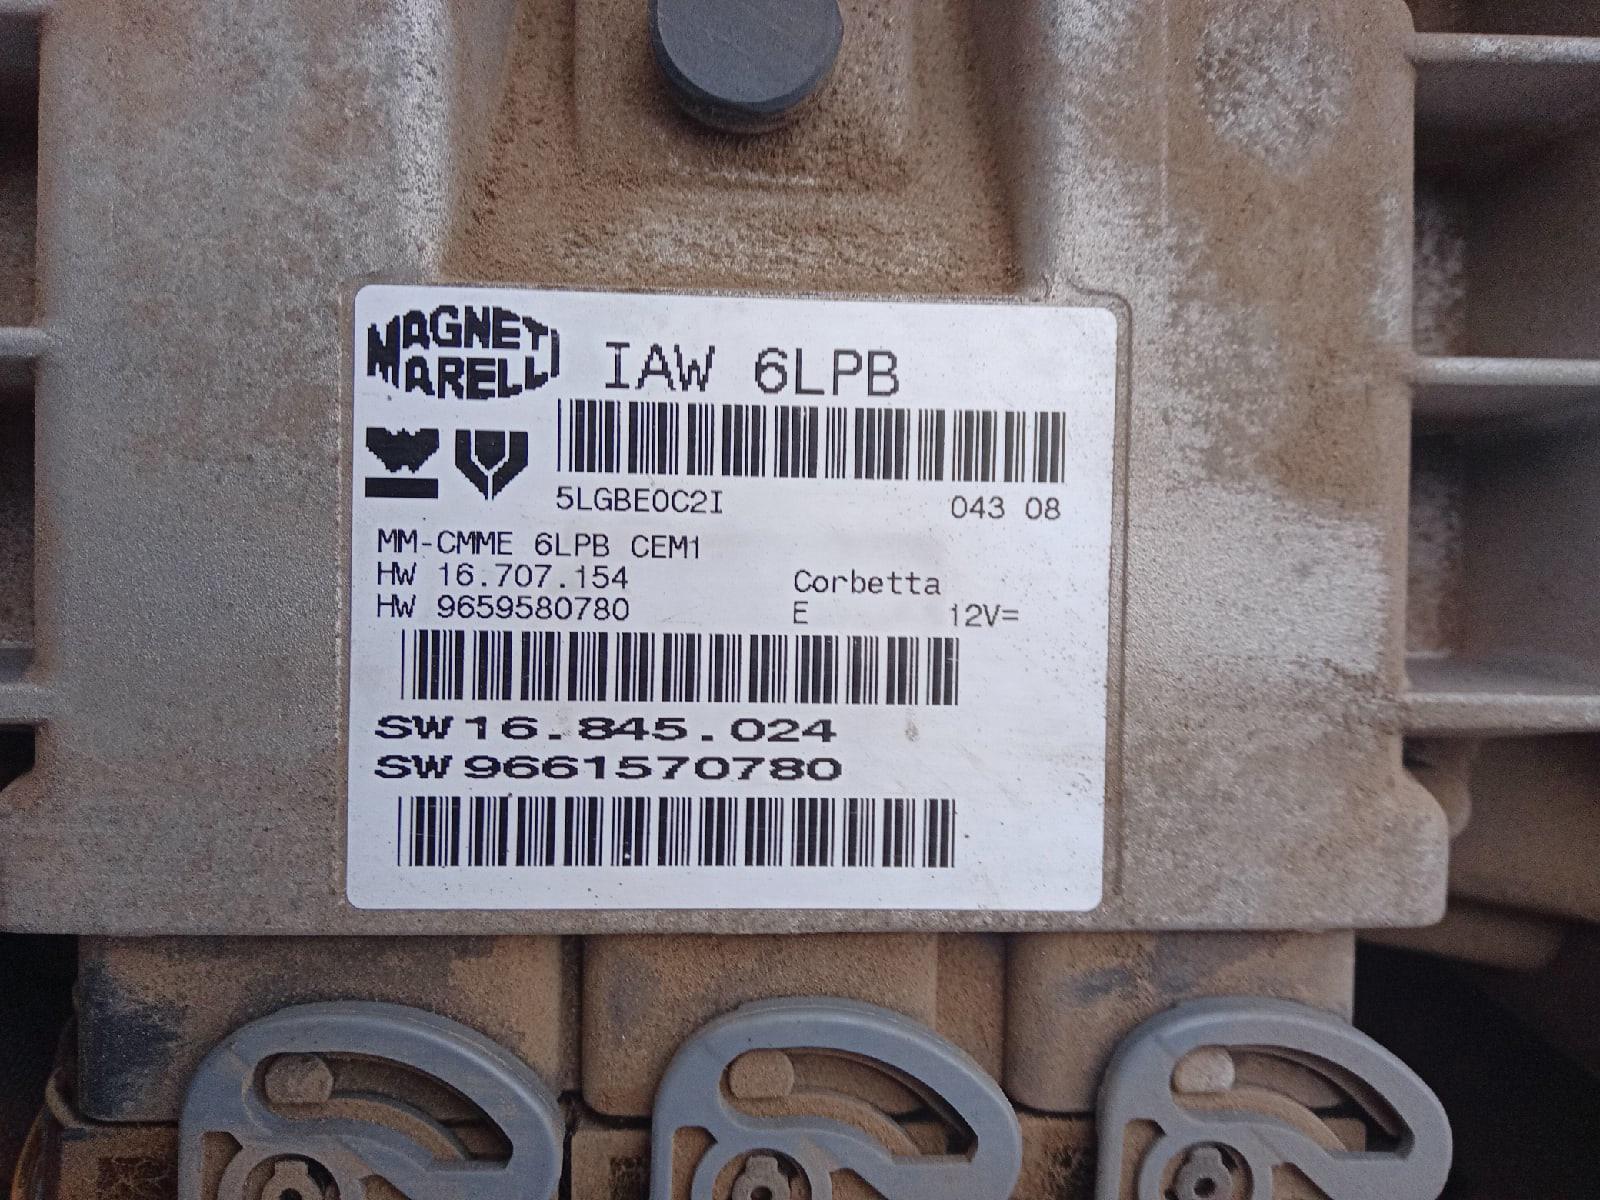 MAGNETI
MARELLI
IAW 6LPB
5LGBE0C2I 043 08
MM-CMME 6LPB CEM1
HW 16.707.154 Corbetta
HW 9659580780 E 12V=
SW 16.845.024
SW 9661570780